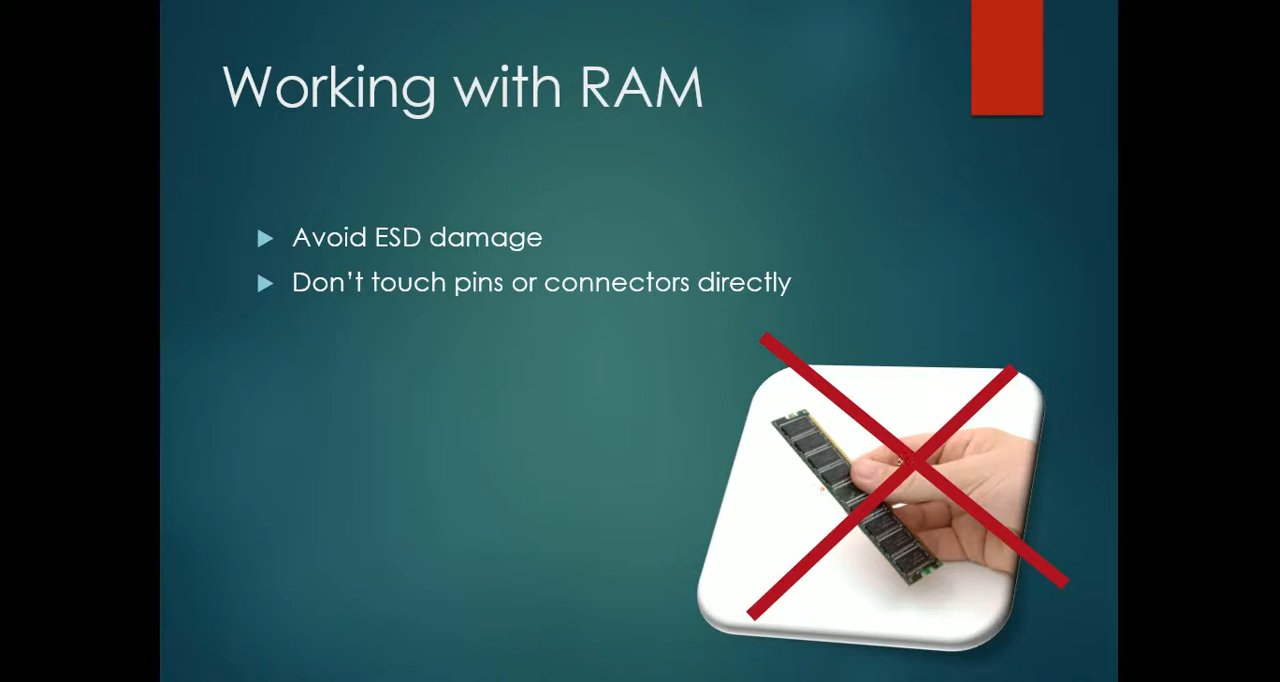 Working with RAM
Avoid ESD damage
Don’t touch pins or connectors directly